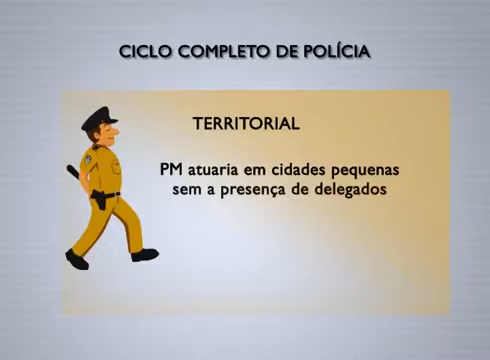 CICLO COMPLETO DE POLÍCIA
TERRITORIAL
PM atuaria em cidades pequenas
sem a presença de delegados